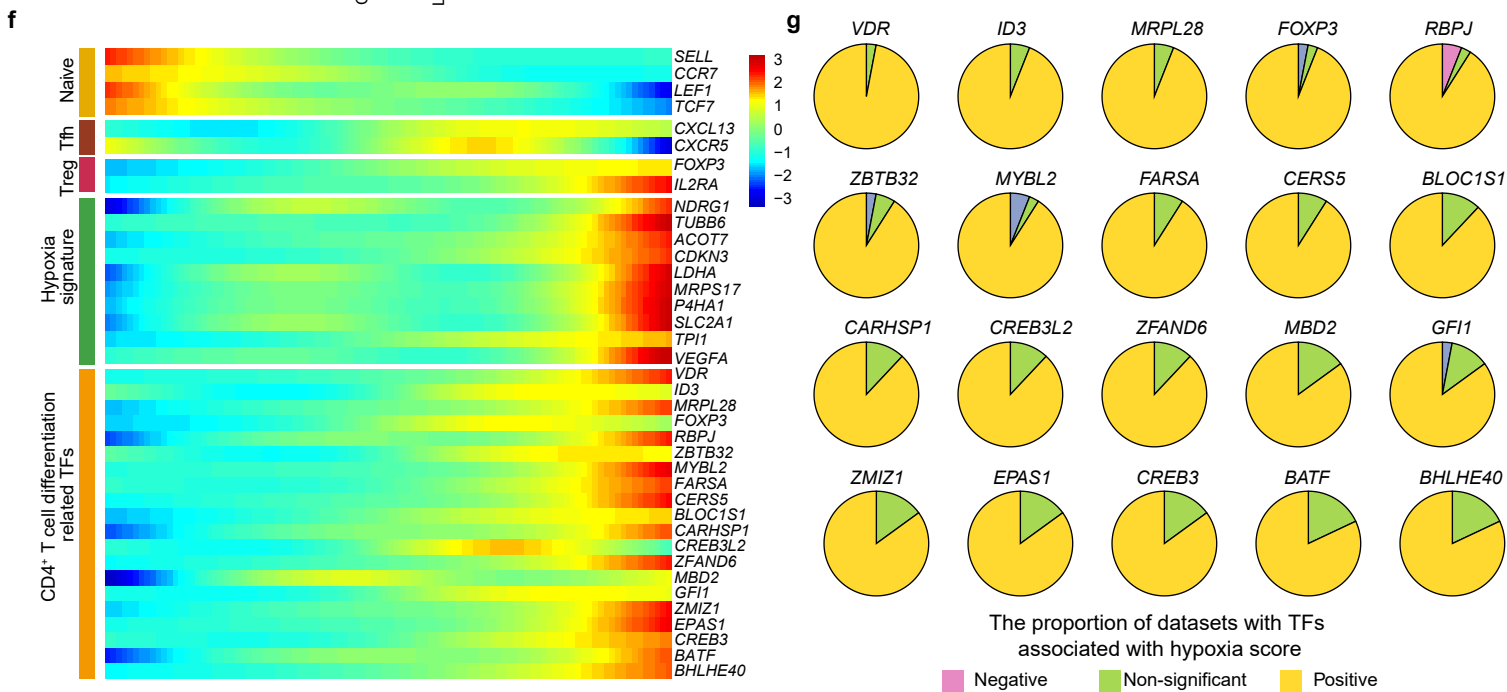 f
g
Naive
SELL
CCR7
LEF1
TCF7
Tfh
CXCL13
CXCR5
Treg
FOXP3
IL2RA
Hypoxia
signature
NDRG1
TUBB6
ACOT7
CDKN3
LDHA
MRPS17
P4HA1
SLC2A1
TPI1
VEGFA
CD4⁺ T cell differentiation
related TFs
VDR
ID3
MRPL28
FOXP3
RBPJ
ZBTB32
MYBL2
FARSA
CERS5
BLOC1S1
CARHSP1
CREB3L2
ZFAND6
MBD2
GFI1
ZMIZ1
EPAS1
CREB3
BATF
BHLHE40
3
2
1
0
−1
−2
−3
VDR ID3 MRPL28 FOXP3 RBPJ
ZBTB32 MYBL2 FARSA CERS5 BLOC1S1
CARHSP1 CREB3L2 ZFAND6 MBD2 GFI1
ZMIZ1 EPAS1 CREB3 BATF BHLHE40
The proportion of datasets with TFs
associated with hypoxia score
Negative Non-significant Positive